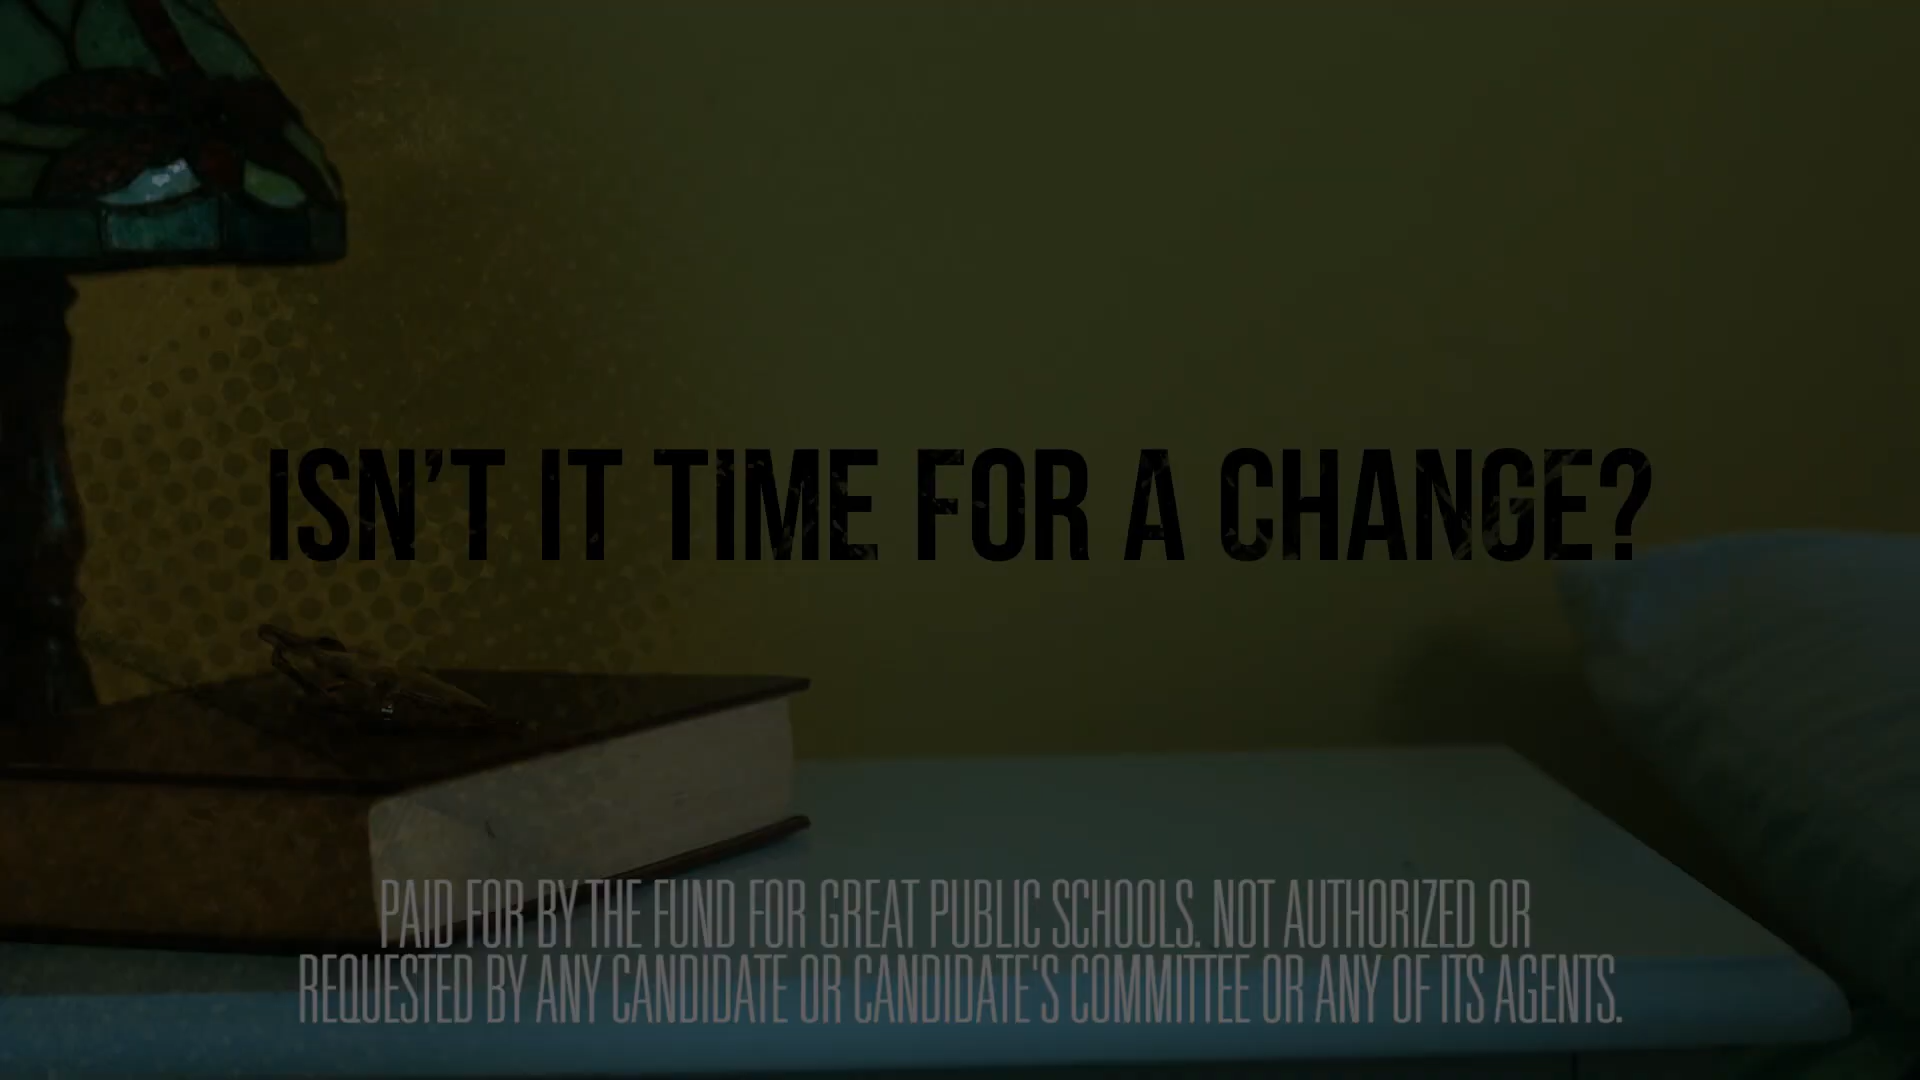 ISN'T IT TIME FOR A CHANGE?
PAID FOR BY THE FUND FOR GREAT PUBLIC SCHOOLS. NOT AUTHORIZED OR
REQUESTED BY ANY CANDIDATE OR CANDIDATE'S COMMITTEE OR ANY OF ITS AGENTS.